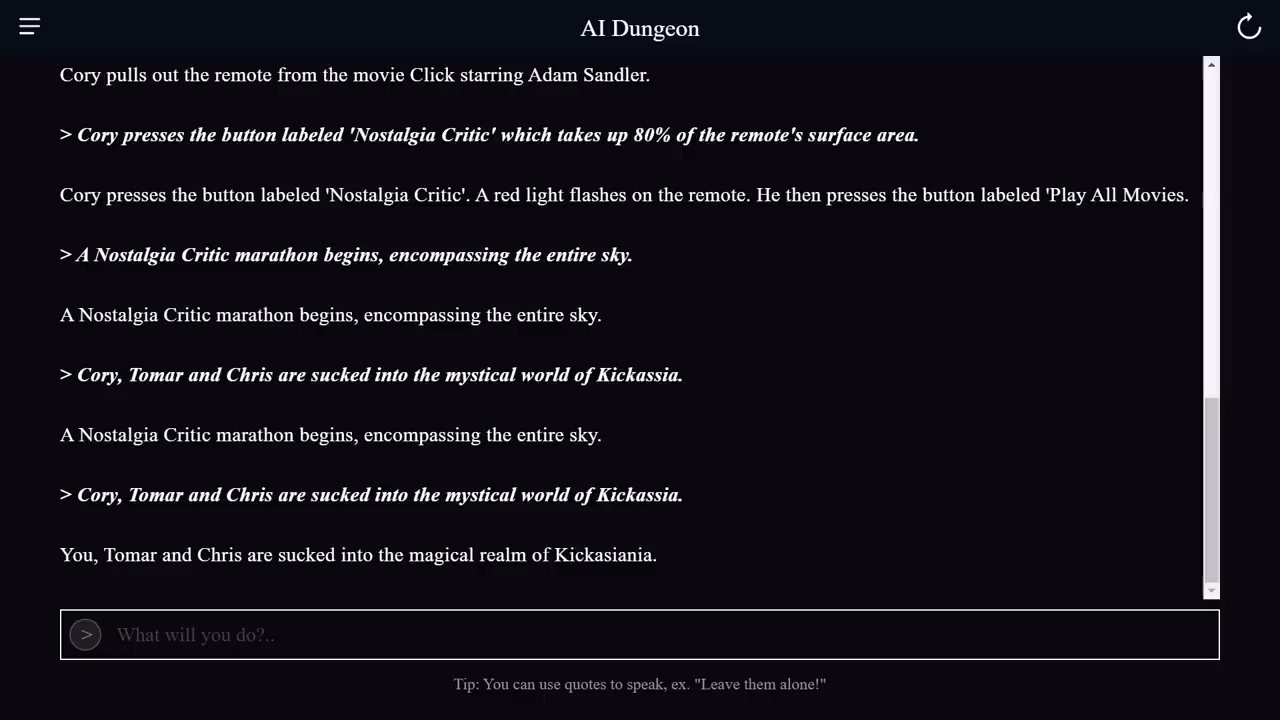 AI Dungeon
Cory pulls out the remote from the movie Click starring Adam Sandler.
> Cory presses the button labeled 'Nostalgia Critic' which takes up 80% of the remote's surface area.
Cory presses the button labeled 'Nostalgia Critic'. A red light flashes on the remote. He then presses the button labeled 'Play All Movies.
> A Nostalgia Critic marathon begins, encompassing the entire sky.
A Nostalgia Critic marathon begins, encompassing the entire sky.
> Cory, Tomar and Chris are sucked into the mystical world of Kickassia.
A Nostalgia Critic marathon begins, encompassing the entire sky.
> Cory, Tomar and Chris are sucked into the mystical world of Kickassia.
You, Tomar and Chris are sucked into the magical realm of Kickasiania.
> What will you do?..
Tip: You can use quotes to speak, ex. "Leave them alone!"